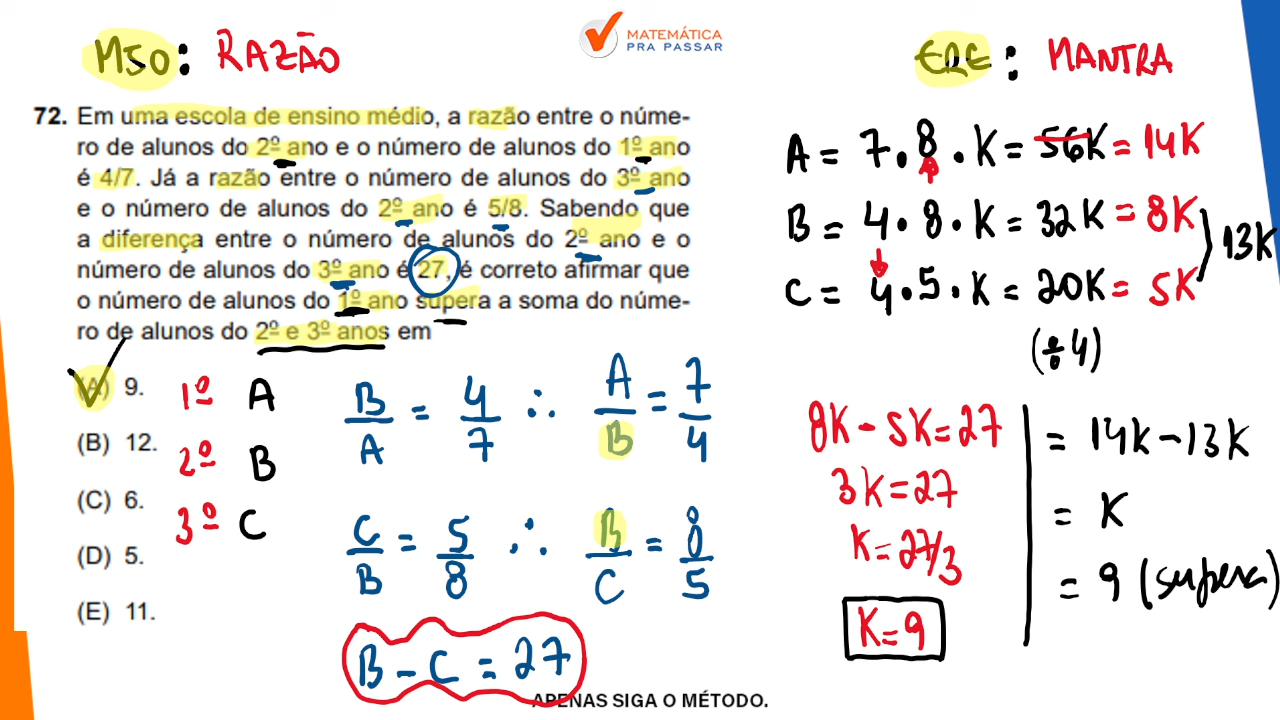 MATEMÁTICA
PRA PASSAR
MSO: RAZÃO
EQE: MANTRA
72. Em uma escola de ensino médio, a razão entre o núme-
ro de alunos do 2º ano e o número de alunos do 1º ano
é 4/7. Já a razão entre o número de alunos do 3º ano
e o número de alunos do 2º ano é 5/8. Sabendo que
a diferença entre o número de alunos do 2º ano e o
número de alunos do 3º ano é 27, é correto afirmar que
o número de alunos do 1º ano supera a soma do núme-
ro de alunos do 2º e 3º anos em
(A) 9.
(B) 12.
(C) 6.
(D) 5.
(E) 11.
1º A
2º B
3º C
B/A = 4/7 ∴ A/B = 7/4
C/B = 5/8 ∴ B/C = 8/5
B - C = 27
A = 7.8.K = 56K = 14K
B = 4.8.K = 32K = 8K
C = 4.5.K = 20K = 5K
13K
(÷4)
8K - 5K = 27
3K = 27
K = 27/3
K = 9
= 14K - 13K
= K
= 9 (supera)
APENAS SIGA O MÉTODO.